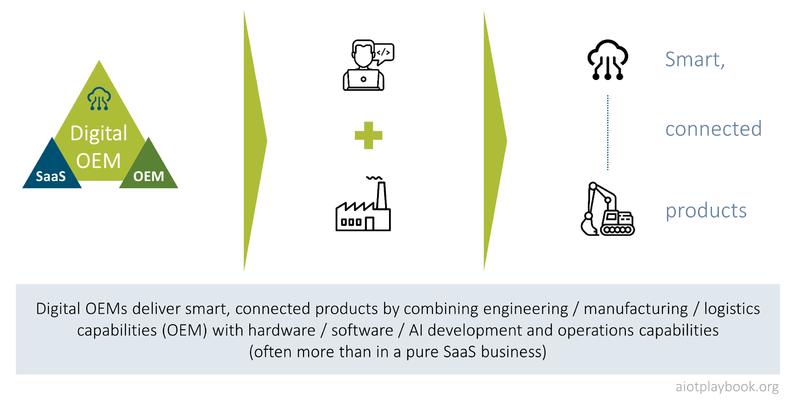 Digital
OEM
SaaS
OEM
</>
Smart,
connected
products
Digital OEMs deliver smart, connected products by combining engineering / manufacturing / logistics
capabilities (OEM) with hardware / software / AI development and operations capabilities
(often more than in a pure SaaS business)
aiotplaybook.org